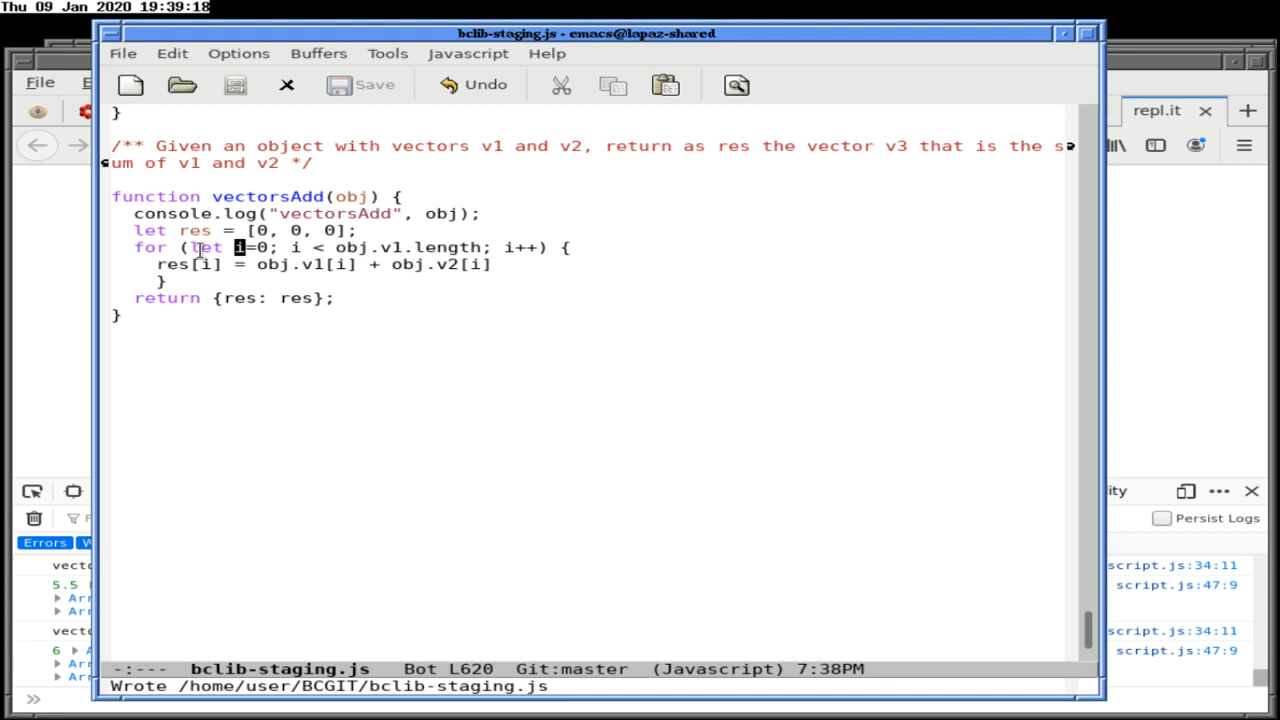 Thu 09 Jan 2020 19:39:18
bclib-staging.js - emacs@lapaz-shared
File Edit Options Buffers Tools Javascript Help
Save Undo
File
repl.it
}
/** Given an object with vectors v1 and v2, return as res the vector v3 that is the s
um of v1 and v2 */
function vectorsAdd(obj) {
  console.log("vectorsAdd", obj);
  let res = [0, 0, 0];
  for (let i=0; i < obj.v1.length; i++) {
    res[i] = obj.v1[i] + obj.v2[i]
    }
  return {res: res};
}
Persist Logs
Errors
script.js:34:11
5.5 script.js:47:9
script.js:34:11
6 script.js:47:9
-:--- bclib-staging.js Bot L620 Git:master (Javascript) 7:38PM
Wrote /home/user/BCGIT/bclib-staging.js